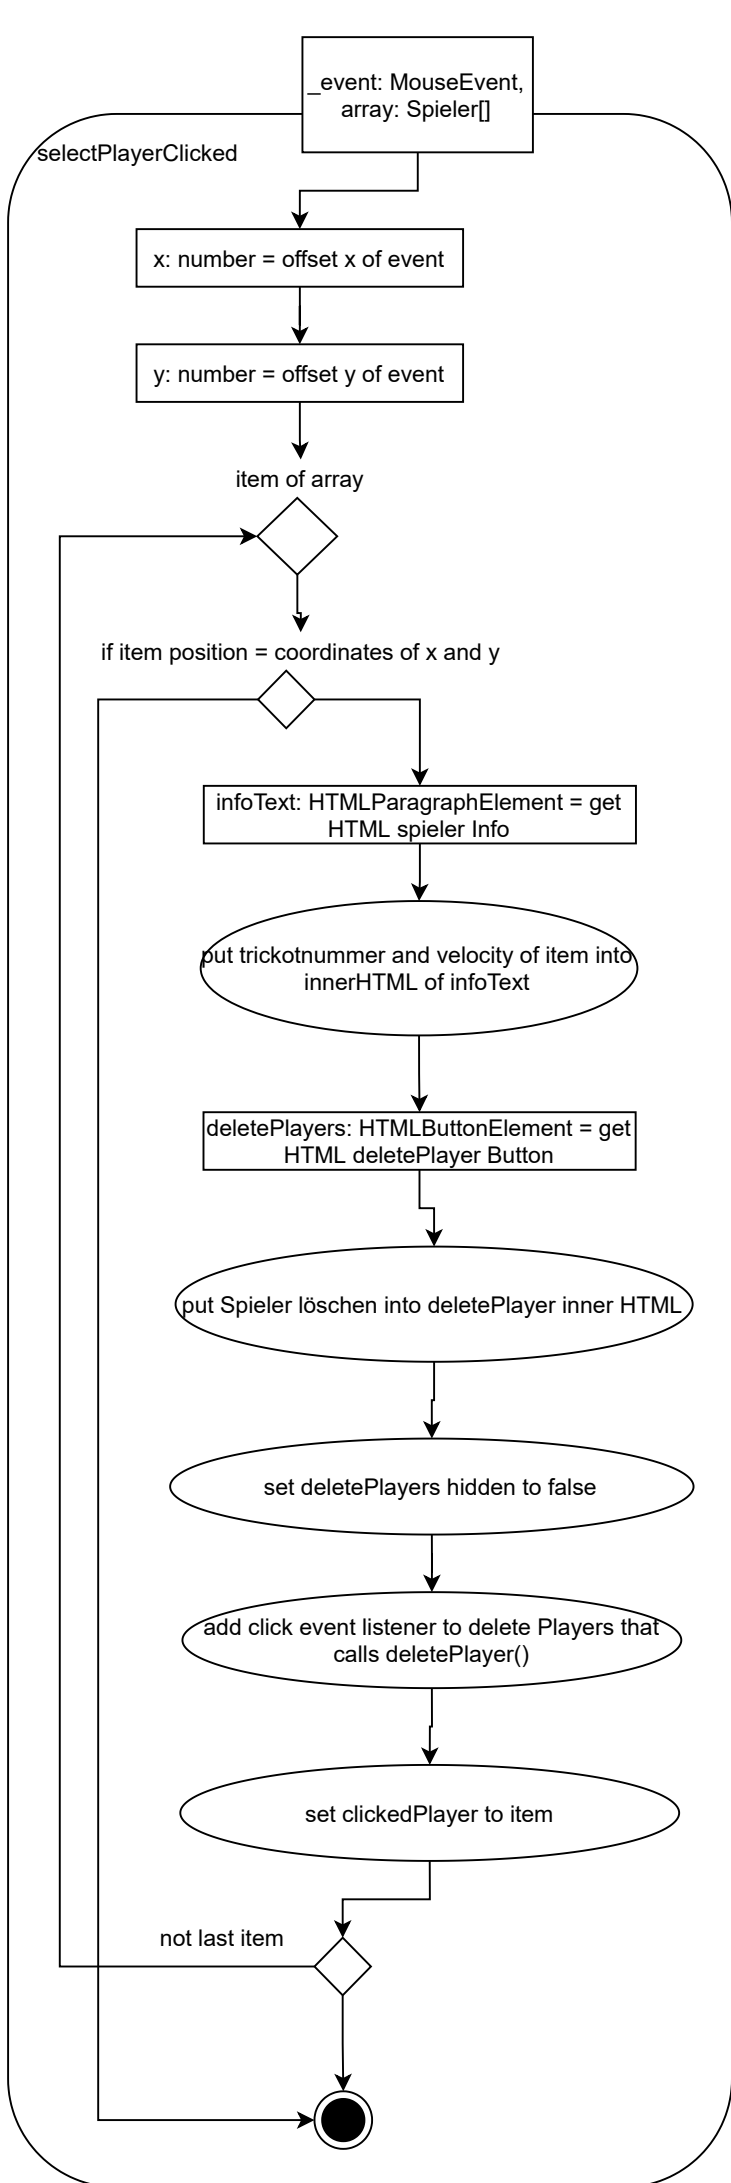 _event: MouseEvent,
array: Spieler[]
selectPlayerClicked
x: number = offset x of event
y: number = offset y of event
item of array
if item position = coordinates of x and y
infoText: HTMLParagraphElement = get
HTML spieler Info
put trickotnummer and velocity of item into
innerHTML of infoText
deletePlayers: HTMLButtonElement = get
HTML deletePlayer Button
put Spieler löschen into deletePlayer inner HTML
set deletePlayers hidden to false
add click event listener to delete Players that
calls deletePlayer()
set clickedPlayer to item
not last item